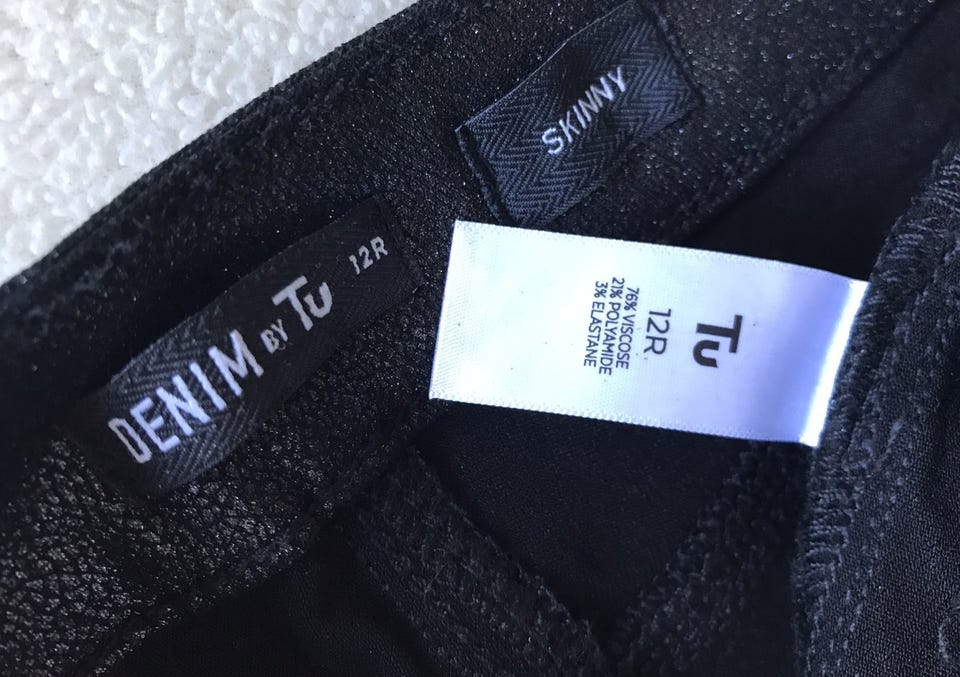 SKINNY
DENIM BY Tu 12R
Tu
12R
76% VISCOSE
21% POLYAMIDE
3% ELASTANE